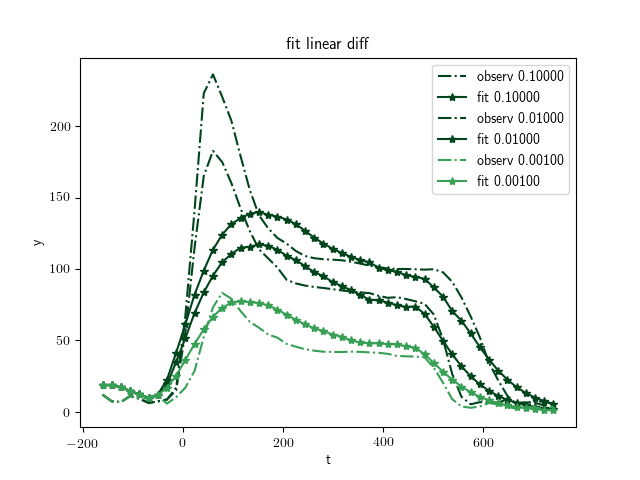 fit linear diff
observ 0.10000
fit 0.10000
observ 0.01000
fit 0.01000
observ 0.00100
fit 0.00100
200
150
100
50
0
y
−200
0
200
400
600
t